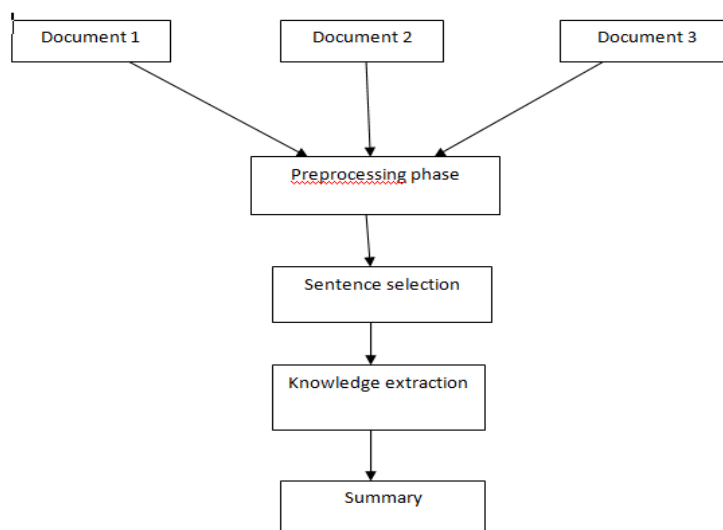 Document 1
Document 2
Document 3
Preprocessing phase
Sentence selection
Knowledge extraction
Summary